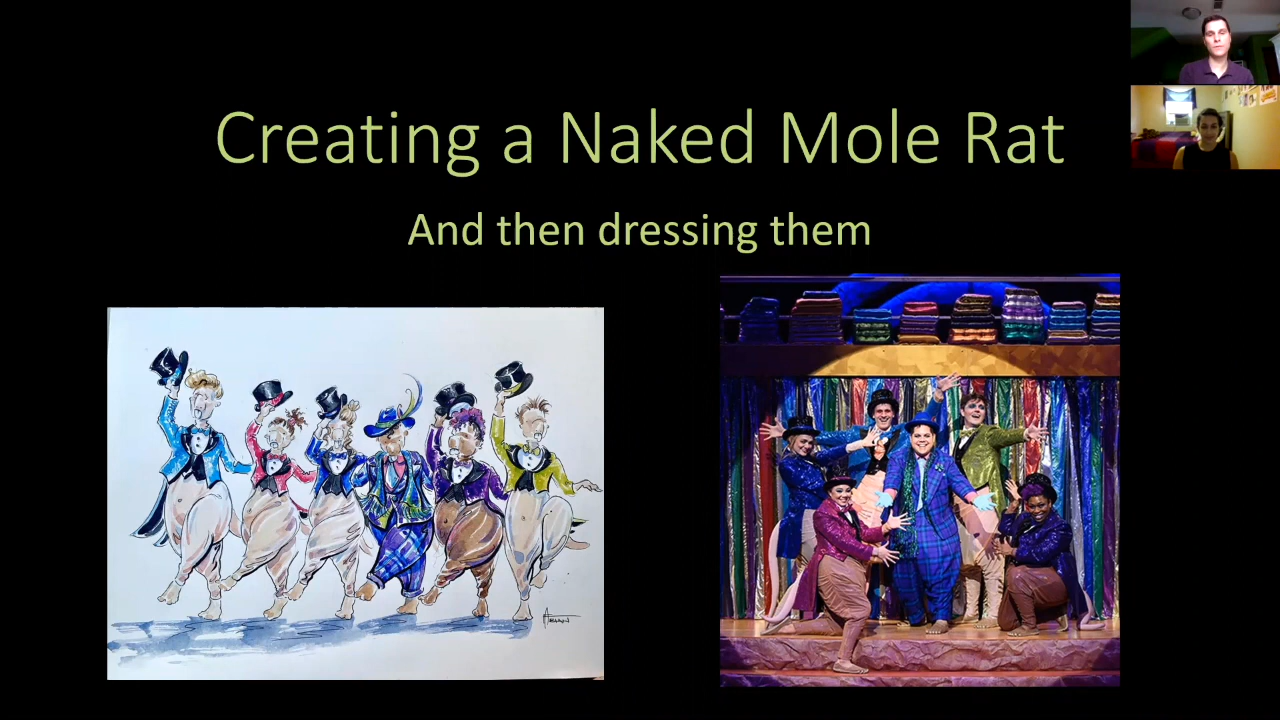 Creating a Naked Mole Rat
And then dressing them